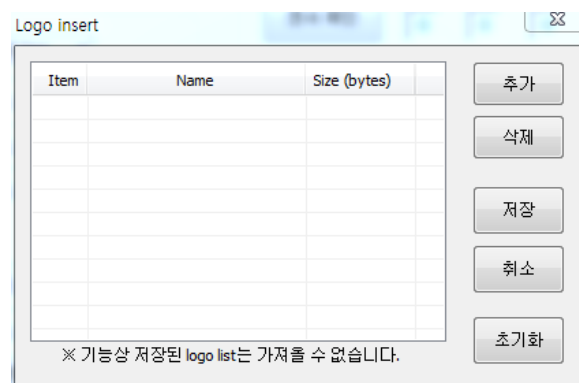 Logo insert
Item Name Size (bytes)
추가
삭제
저장
취소
초기화
※ 기능상 저장된 logo list는 가져올 수 없습니다.